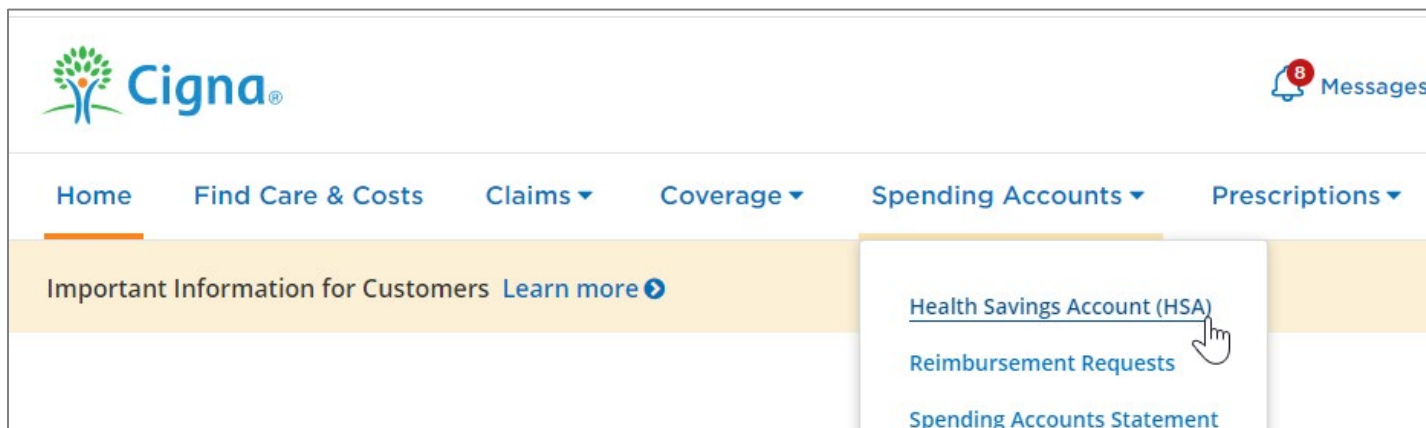 Cigna®
8
Messages
Home Find Care & Costs Claims Coverage Spending Accounts Prescriptions
Important Information for Customers Learn more
Health Savings Account (HSA)
Reimbursement Requests
Spending Accounts Statement